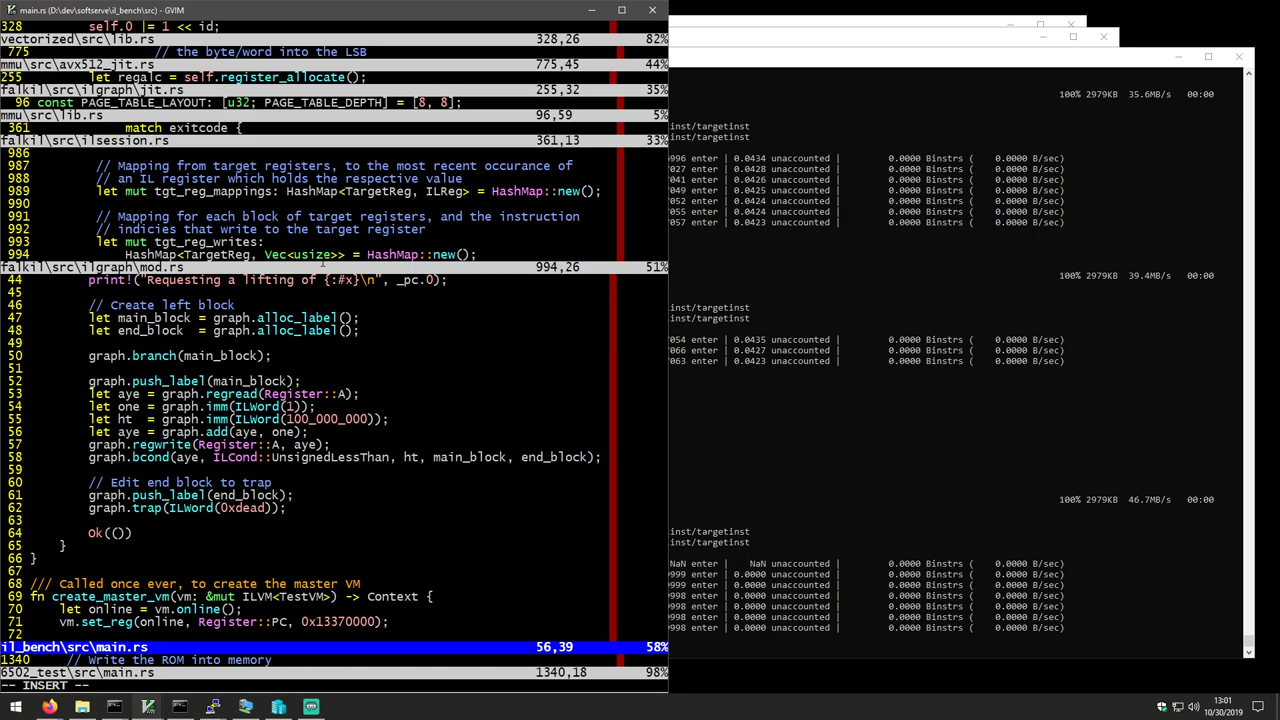 main.rs (D:\dev\softserve\il_bench\src) - GVIM
328 self.0 |= 1 << id;
vectorized\src\lib.rs 328,26 82%
775 // the byte/word into the LSB
mmu\src\avx512_jit.rs 775,45 44%
255 let regalc = self.register_allocate();
falkil\src\ilgraph\jit.rs 255,32 35%
96 const PAGE_TABLE_LAYOUT: [u32; PAGE_TABLE_DEPTH] = [8, 8];
mmu\src\lib.rs 96,59 5%
361 match exitcode {
falkil\src\ilsession.rs 361,13 33%
986
987 // Mapping from target registers, to the most recent occurance of
988 // an IL register which holds the respective value
989 let mut tgt_reg_mappings: HashMap<TargetReg, ILReg> = HashMap::new();
990
991 // Mapping for each block of target registers, and the instruction
992 // indicies that write to the target register
993 let mut tgt_reg_writes:
994 HashMap<TargetReg, Vec<usize>> = HashMap::new();
falkil\src\ilgraph\mod.rs 994,26 51%
44 print!("Requesting a lifting of {:#x}\n", _pc.0);
45
46 // Create left block
47 let main_block = graph.alloc_label();
48 let end_block  = graph.alloc_label();
49
50 graph.branch(main_block);
51
52 graph.push_label(main_block);
53 let aye = graph.regread(Register::A);
54 let one = graph.imm(ILWord(1));
55 let ht  = graph.imm(ILWord(100_000_000));
56 let aye = graph.add(aye, one);
57 graph.regwrite(Register::A, aye);
58 graph.bcond(aye, ILCond::UnsignedLessThan, ht, main_block, end_block);
59
60 // Edit end block to trap
61 graph.push_label(end_block);
62 graph.trap(ILWord(0xdead));
63
64 Ok(())
65 }
66 }
67
68 /// Called once ever, to create the master VM
69 fn create_master_vm(vm: &mut ILVM<TestVM>) -> Context {
70 let online = vm.online();
71 vm.set_reg(online, Register::PC, 0x13370000);
72
il_bench\src\main.rs 56,39 58%
1340 // Write the ROM into memory
6502_test\src\main.rs 1340,18 98%
-- INSERT --
100% 2979KB 35.6MB/s 00:00
inst/targetinst
inst/targetinst
6996 enter | 0.0434 unaccounted | 0.0000 Binstrs ( 0.0000 B/sec)
7027 enter | 0.0428 unaccounted | 0.0000 Binstrs ( 0.0000 B/sec)
7041 enter | 0.0426 unaccounted | 0.0000 Binstrs ( 0.0000 B/sec)
7049 enter | 0.0425 unaccounted | 0.0000 Binstrs ( 0.0000 B/sec)
7052 enter | 0.0424 unaccounted | 0.0000 Binstrs ( 0.0000 B/sec)
7055 enter | 0.0424 unaccounted | 0.0000 Binstrs ( 0.0000 B/sec)
7057 enter | 0.0423 unaccounted | 0.0000 Binstrs ( 0.0000 B/sec)
100% 2979KB 39.4MB/s 00:00
inst/targetinst
inst/targetinst
7054 enter | 0.0435 unaccounted | 0.0000 Binstrs ( 0.0000 B/sec)
7066 enter | 0.0427 unaccounted | 0.0000 Binstrs ( 0.0000 B/sec)
7063 enter | 0.0423 unaccounted | 0.0000 Binstrs ( 0.0000 B/sec)
100% 2979KB 46.7MB/s 00:00
inst/targetinst
inst/targetinst
NaN enter | NaN unaccounted | 0.0000 Binstrs ( 0.0000 B/sec)
9999 enter | 0.0000 unaccounted | 0.0000 Binstrs ( 0.0000 B/sec)
9998 enter | 0.0000 unaccounted | 0.0000 Binstrs ( 0.0000 B/sec)
9998 enter | 0.0000 unaccounted | 0.0000 Binstrs ( 0.0000 B/sec)
9998 enter | 0.0000 unaccounted | 0.0000 Binstrs ( 0.0000 B/sec)
9998 enter | 0.0000 unaccounted | 0.0000 Binstrs ( 0.0000 B/sec)
9998 enter | 0.0000 unaccounted | 0.0000 Binstrs ( 0.0000 B/sec)
13:01
10/30/2019